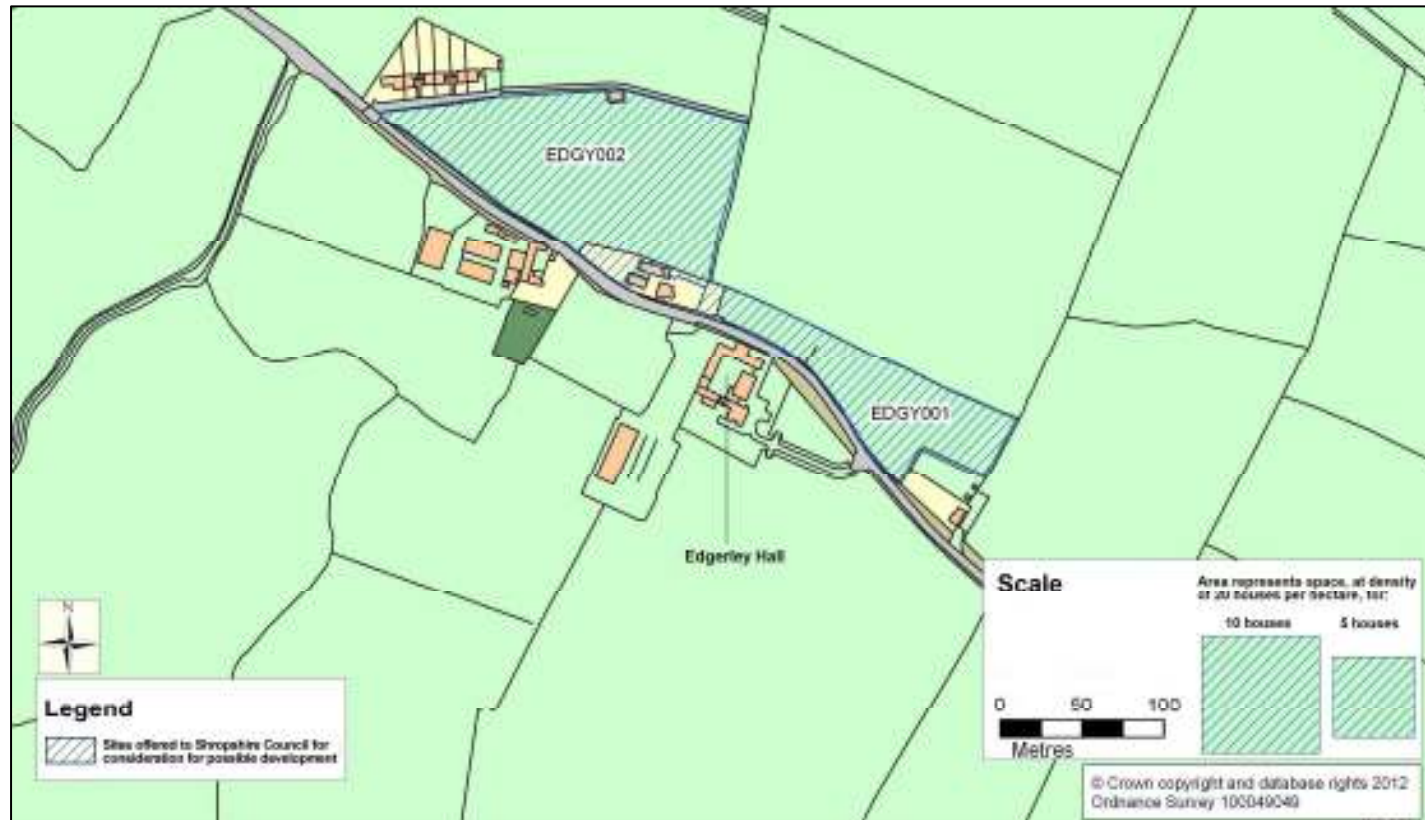 EDGY002
EDGY001
Edgerley Hall
N
Legend
Sites offered to Shropshire Council for
consideration for possible development
Scale
Area represents space, at density
of 20 houses per hectare, for:
10 houses
5 houses
0 50 100
Metres
© Crown copyright and database rights 2012
Ordnance Survey 100049049